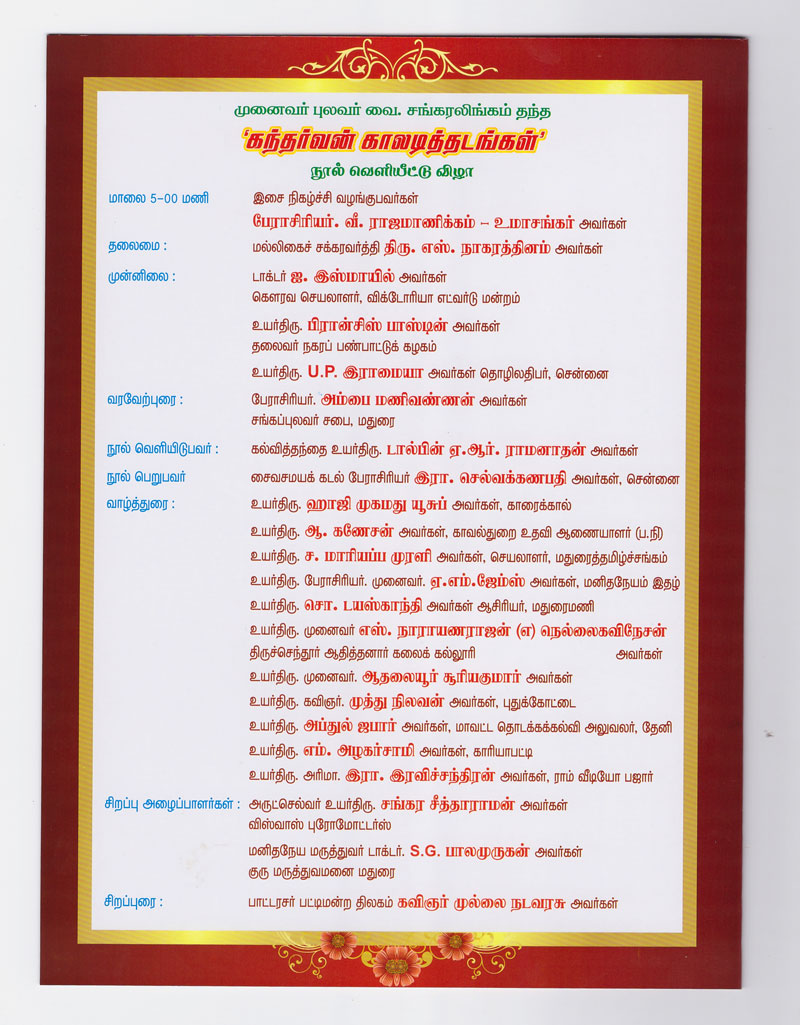 முனைவர் புலவர் வை. சங்கரலிங்கம் தந்த
‘கந்தர்வன் காலடித்தடங்கள்’
நூல் வெளியீட்டு விழா
மாலை 5-00 மணி இசை நிகழ்ச்சி வழங்குபவர்கள்
பேராசிரியர். வீ. ராஜமாணிக்கம் – உமாசங்கர் அவர்கள்
தலைமை : மல்லிகைச் சக்கரவர்த்தி திரு. எஸ். நாகரத்தினம் அவர்கள்
முன்னிலை : டாக்டர் ஐ. இஸ்மாயில் அவர்கள்
கௌரவ செயலாளர், விக்டோரியா எட்வர்டு மன்றம்
உயர்திரு. பிரான்சிஸ் பாஸ்டின் அவர்கள்
தலைவர் நகரப் பண்பாட்டுக் கழகம்
உயர்திரு. U.P. இராமையா அவர்கள் தொழிலதிபர், சென்னை
வரவேற்புரை : பேராசிரியர். அம்பை மணிவண்ணன் அவர்கள்
சங்கப்புலவர் சபை, மதுரை
நூல் வெளியிடுபவர் : கல்வித்தந்தை உயர்திரு. டால்பின் ஏ.ஆர். ராமனாதன் அவர்கள்
நூல் பெறுபவர் சைவசமயக் கடல் பேராசிரியர் இரா. செல்வக்கணபதி அவர்கள், சென்னை
வாழ்த்துரை : உயர்திரு. ஹாஜி முகமது யூசுப் அவர்கள், காரைக்கால்
உயர்திரு. ஆ. கணேசன் அவர்கள், காவல்துறை உதவி ஆணையாளர் (ப.நி)
உயர்திரு. ச. மாரியப்ப முரளி அவர்கள், செயலாளர், மதுரைத்தமிழ்ச்சங்கம்
உயர்திரு. பேராசிரியர். முனைவர். ஏ.எம்.ஜேம்ஸ் அவர்கள், மனிதநேயம் இதழ்
உயர்திரு. சொ. டயஸ்காந்தி அவர்கள் ஆசிரியர், மதுரைமணி
உயர்திரு. முனைவர் எஸ். நாராயணராஜன் (எ) நெல்லைகவிநேசன்
திருச்செந்தூர் ஆதித்தனார் கலைக் கல்லூரி அவர்கள்
உயர்திரு. முனைவர். ஆதலையூர் சூரியகுமார் அவர்கள்
உயர்திரு. கவிஞர். முத்து நிலவன் அவர்கள், புதுக்கோட்டை
உயர்திரு. அப்துல் ஜபார் அவர்கள், மாவட்ட தொடக்கக்கல்வி அலுவலர், தேனி
உயர்திரு. எம். அழகர்சாமி அவர்கள், காரியாபட்டி
உயர்திரு. அரிமா. இரா. இரவிச்சந்திரன் அவர்கள், ராம் வீடியோ பஜார்
சிறப்பு அழைப்பாளர்கள் : அருட்செல்வர் உயர்திரு. சங்கர சீத்தாராமன் அவர்கள்
விஸ்வாஸ் புரோமோட்டர்ஸ்
மனிதநேய மருத்துவர் டாக்டர். S.G. பாலமுருகன் அவர்கள்
குரு மருத்துவமனை மதுரை
சிறப்புரை : பாட்டரசர் பட்டிமன்ற திலகம் கவிஞர் முல்லை நடவரசு அவர்கள்